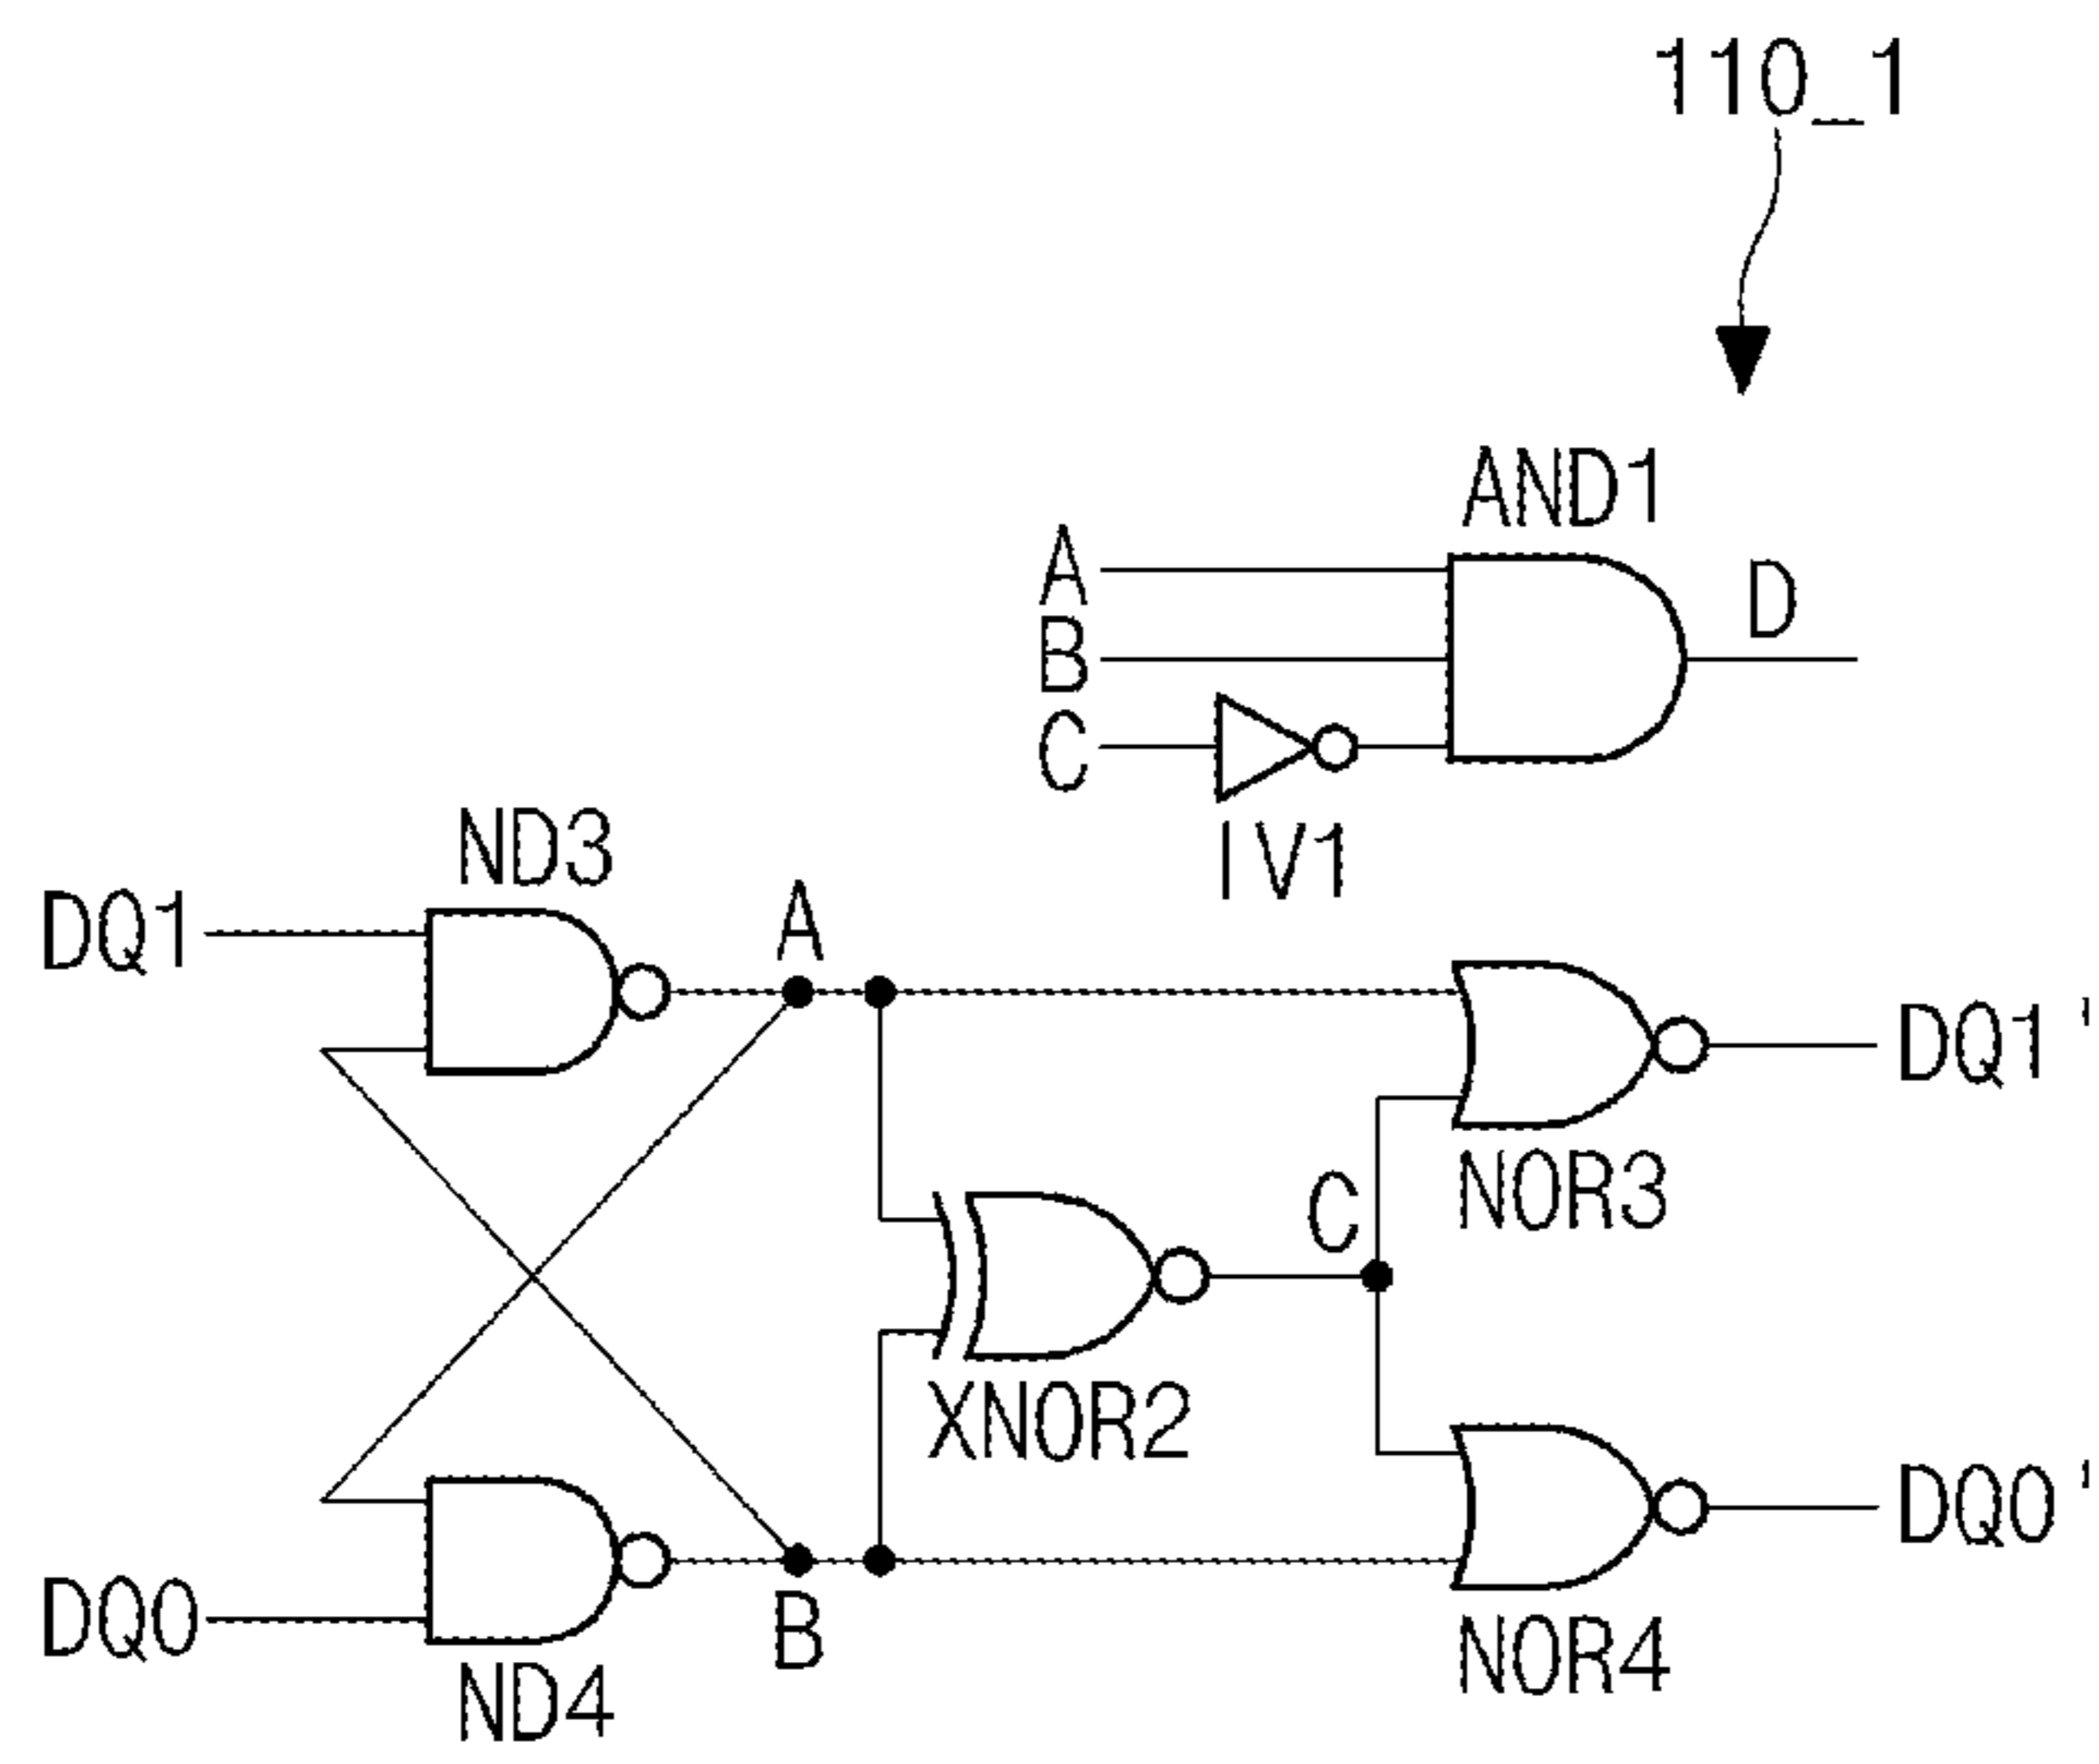 110_1
AND1
A
D
B
C
IV1
ND3
DQ1
A
DQ1'
NOR3
C
XNOR2
DQ0'
B
DQ0
NOR4
ND4